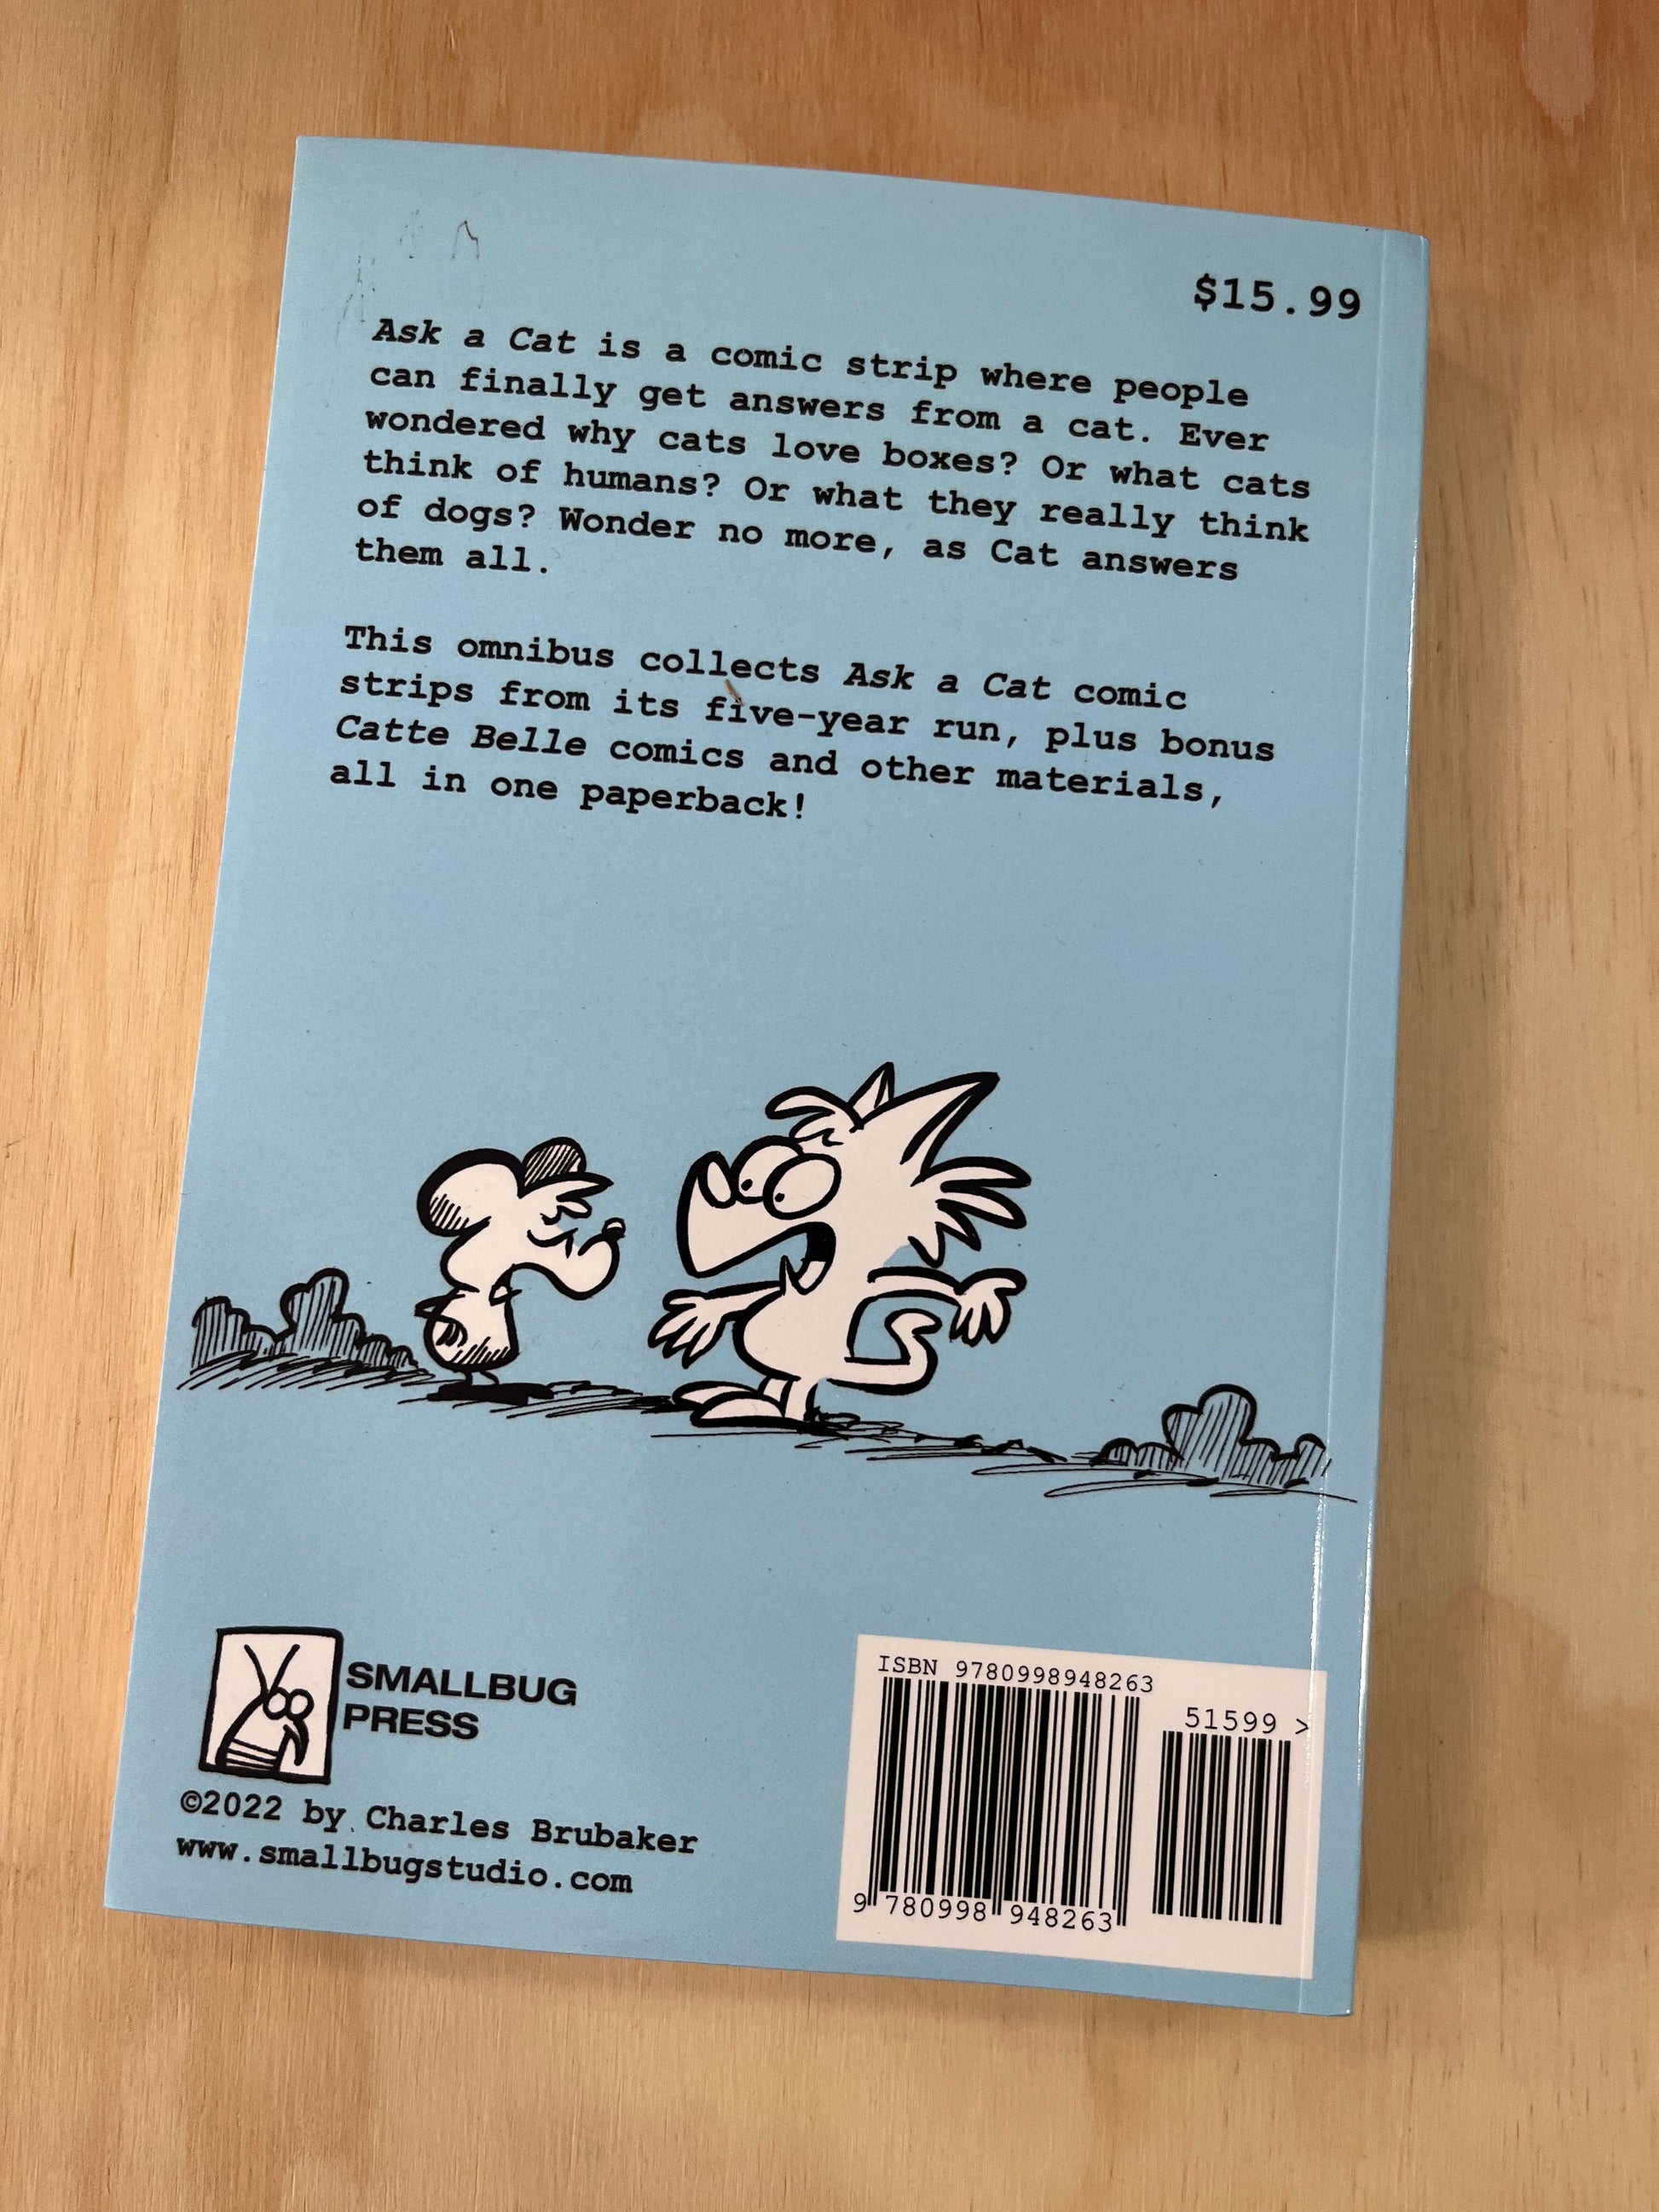 $15.99
Ask a Cat is a comic strip where people
can finally get answers from a cat. Ever
wondered why cats love boxes? Or what cats
think of humans? Or what they really think
of dogs? Wonder no more, as Cat answers
them all.
This omnibus collects Ask a Cat comic
strips from its five-year run, plus bonus
Catte Belle comics and other materials,
all in one paperback!
SMALLBUG
PRESS
©2022 by Charles Brubaker
www.smallbugstudio.com
ISBN 9780998948263
51599 >
9 780998 948263